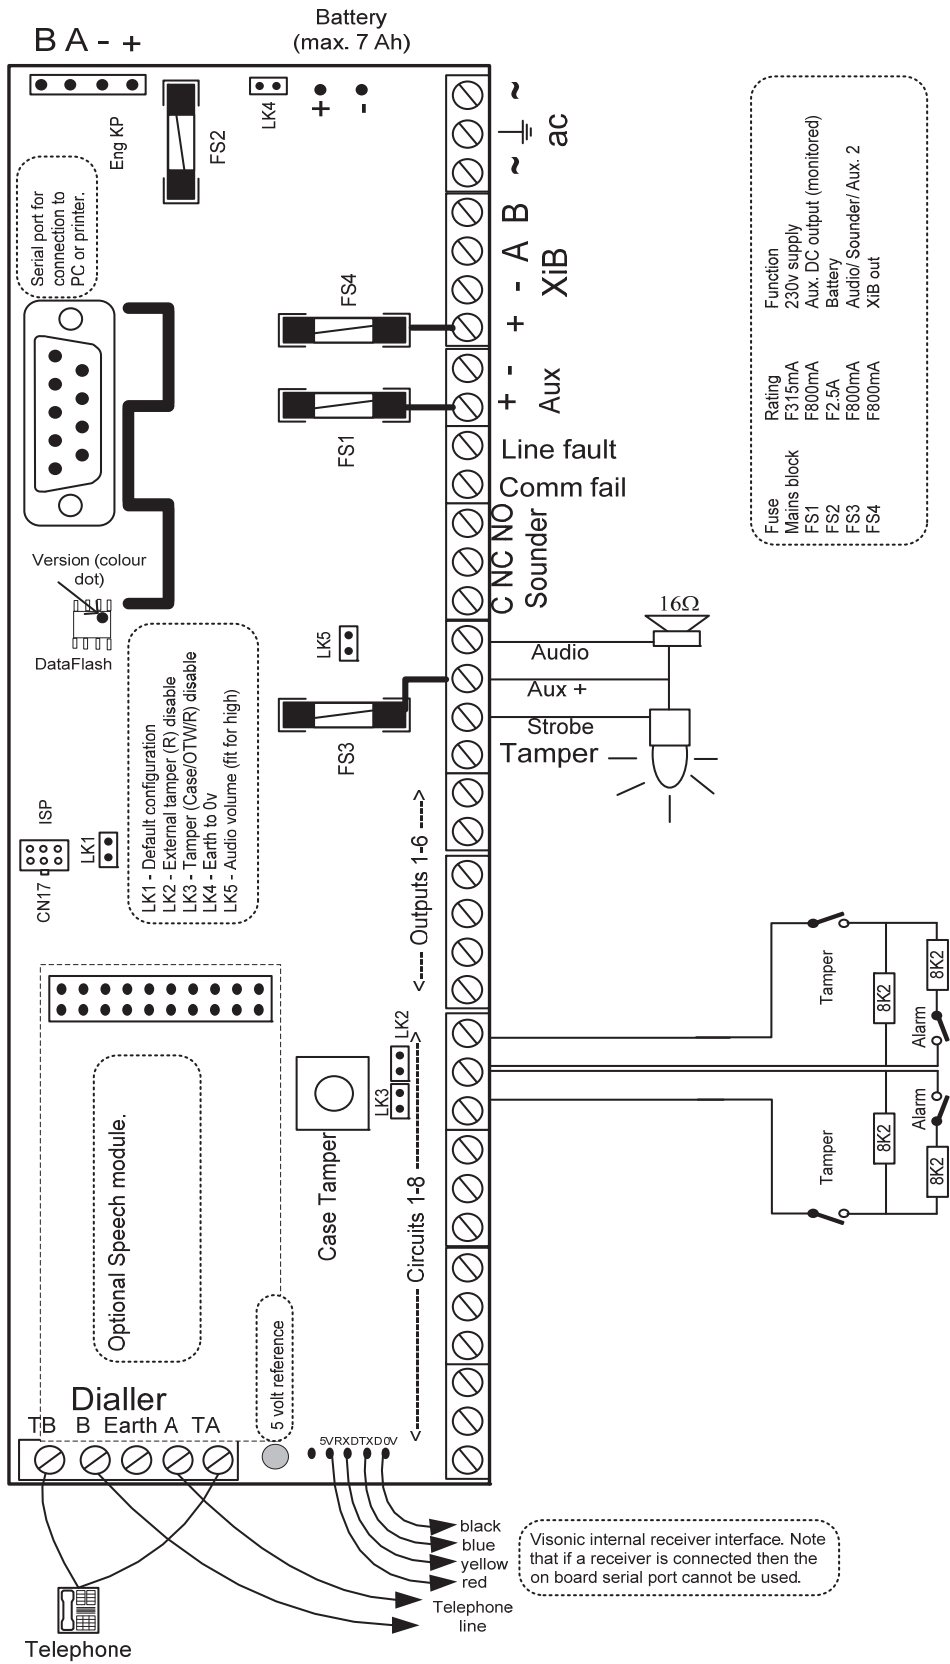 Battery
(max. 7 Ah)
B A - +
Eng KP
FS2
LK4
+ -
~
ac
~
Serial port for
connection to
PC or printer.
B
A
-
+
XiB
FS4
- +
Aux
FS1
Line fault
Comm fail
C NC NO
Sounder
Fuse Rating Function
Mains block F315mA 230v supply
FS1 F800mA Aux. DC output (monitored)
FS2 F2.5A Battery
FS3 F800mA Audio/ Sounder/ Aux. 2
FS4 F800mA XiB out
Version (colour
dot)
DataFlash
LK5
FS3
16Ω
Audio
Aux +
Strobe
Tamper
LK1 - Default configuration
LK2 - External tamper (R) disable
LK3 - Tamper (Case/OTW/R) disable
LK4 - Earth to 0v
LK5 - Audio volume (fit for high)
ISP
CN17
LK1
<---- Outputs 1-6 ---->
Tamper
8K2
8K2
Alarm
LK2
LK3
Case Tamper
Optional Speech module.
Circuits 1-8
Tamper
8K2
8K2
Alarm
5 volt reference
Dialler
TB B Earth A TA
5V RXD TXD 0V
black
blue
yellow
red
Telephone
line
Telephone
Visonic internal receiver interface. Note
that if a receiver is connected then the
on board serial port cannot be used.